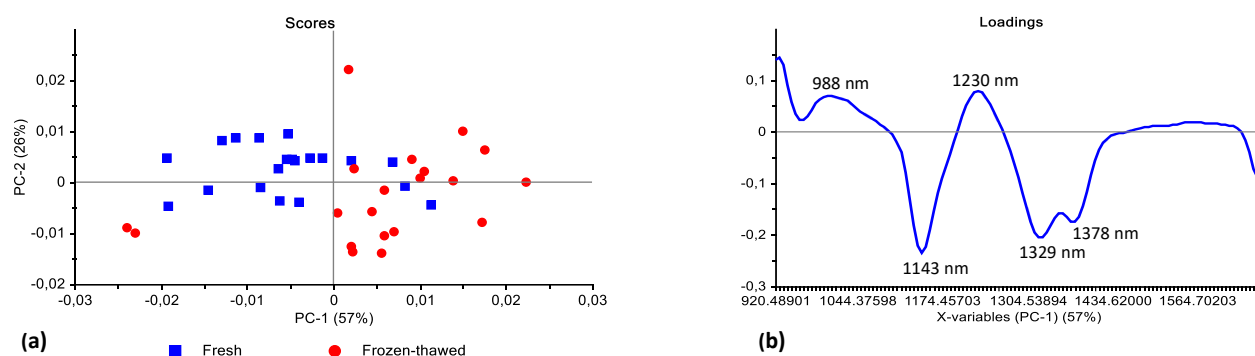 Scores
PC-2 (26%)
0,02
0,01
0
-0,01
-0,02
-0,03
-0,02
-0,01
0
0,01
0,02
0,03
PC-1 (57%)
(a)
Fresh
Frozen-thawed
Loadings
0,1
0
-0,1
-0,2
-0,3
988 nm
1230 nm
1143 nm
1329 nm
1378 nm
920.488901
1044.37598
1174.45703
1304.53894
1434.62000
1564.70203
X-variables (PC-1) (57%)
(b)